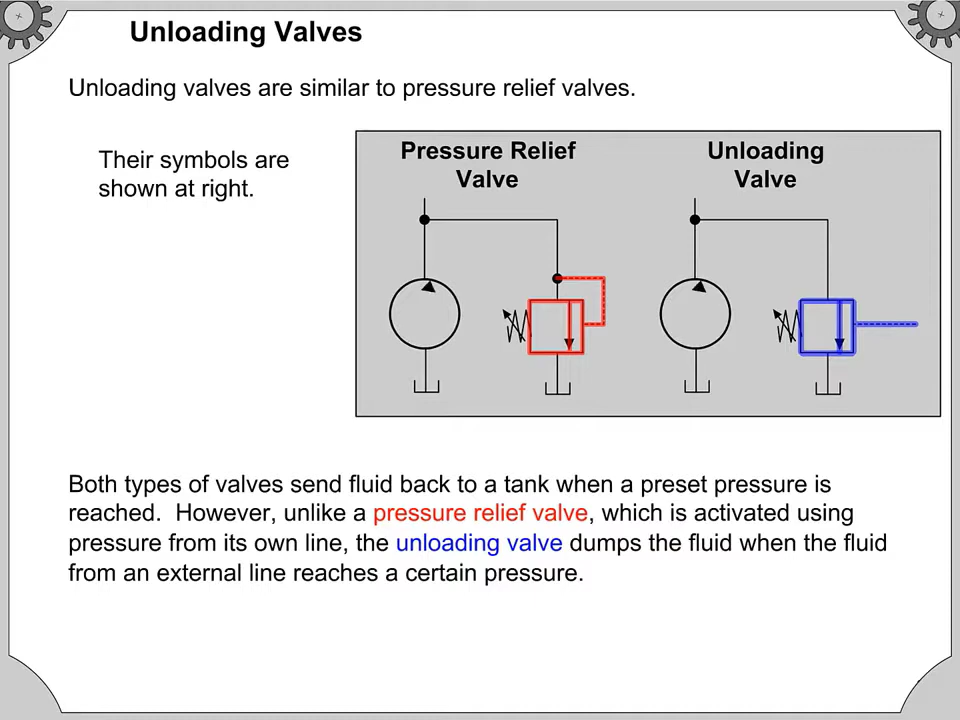 Unloading Valves
Unloading valves are similar to pressure relief valves.
Their symbols are
shown at right.
Pressure Relief
Valve
Unloading
Valve
Both types of valves send fluid back to a tank when a preset pressure is
reached.  However, unlike a pressure relief valve, which is activated using
pressure from its own line, the unloading valve dumps the fluid when the fluid
from an external line reaches a certain pressure.